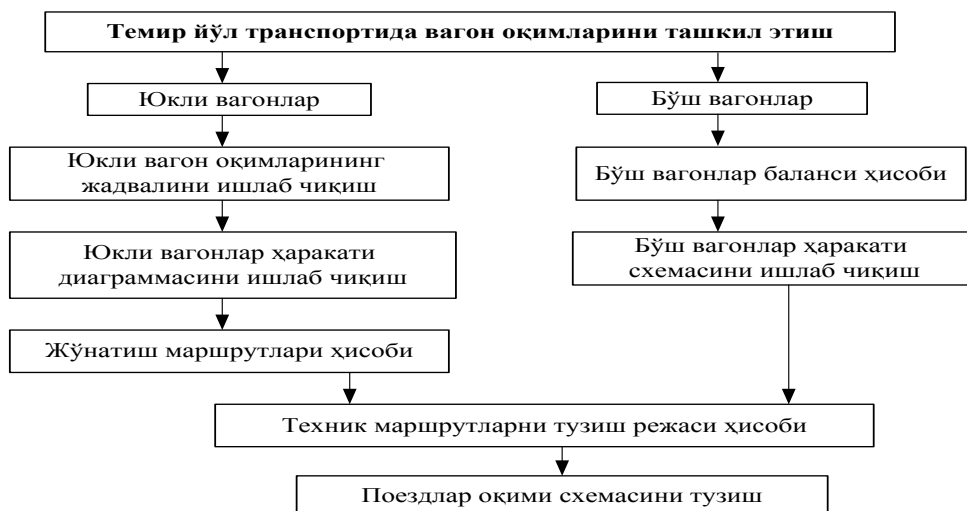 Темир йўл транспортида вагон оқимларини ташкил этиш
Юкли вагонлар
Бўш вагонлар
Юкли вагон оқимларининг
жадвалини ишлаб чиқиш
Бўш вагонлар баланси ҳисоби
Юкли вагонлар ҳаракати
диаграммасини ишлаб чиқиш
Бўш вагонлар ҳаракати
схемасини ишлаб чиқиш
Жўнатиш маршрутлари ҳисоби
Техник маршрутларни тузиш режаси ҳисоби
Поездлар оқими схемасини тузиш